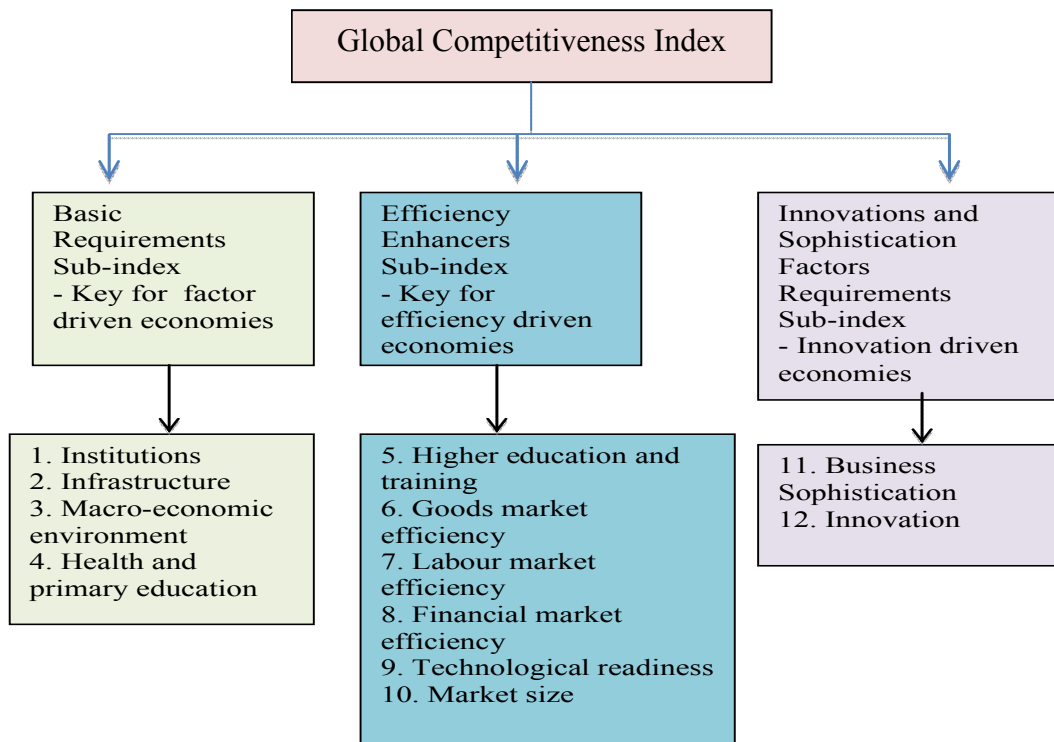 Global Competitiveness Index
Basic
Requirements
Sub-index
- Key for factor
driven economies
Efficiency
Enhancers
Sub-index
- Key for
efficiency driven
economies
Innovations and
Sophistication
Factors
Requirements
Sub-index
- Innovation driven
economies
1. Institutions
2. Infrastructure
3. Macro-economic
environment
4. Health and
primary education
5. Higher education and
training
6. Goods market
efficiency
7. Labour market
efficiency
8. Financial market
efficiency
9. Technological readiness
10. Market size
11. Business
Sophistication
12. Innovation